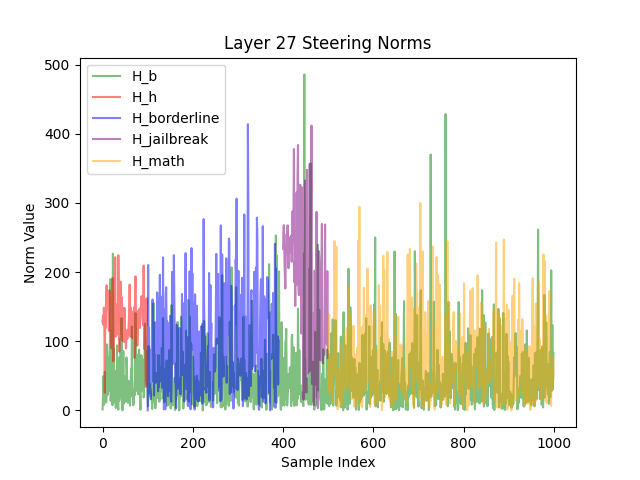 Layer 27 Steering Norms
500
400
300
200
100
0
Norm Value
H_b
H_h
H_borderline
H_jailbreak
H_math
0 200 400 600 800 1000
Sample Index